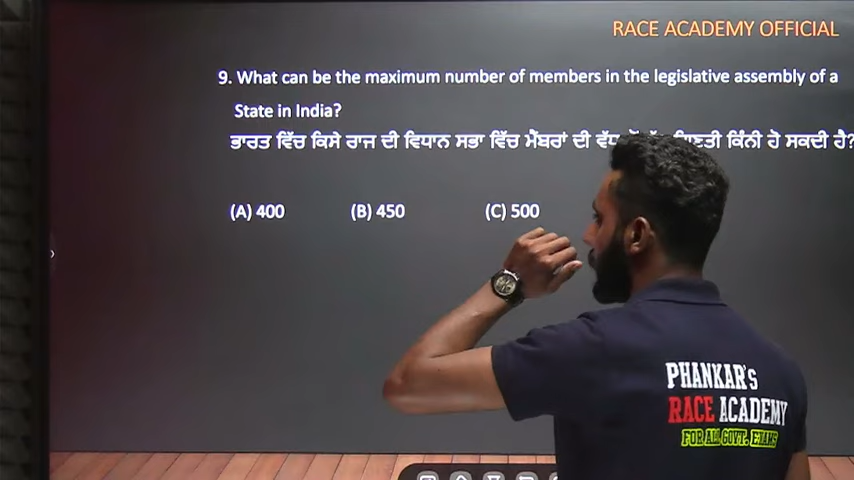 RACE ACADEMY OFFICIAL
9. What can be the maximum number of members in the legislative assembly of a
State in India?
ਭਾਰਤ ਵਿੱਚ ਕਿਸੇ ਰਾਜ ਦੀ ਵਿਧਾਨ ਸਭਾ ਵਿੱਚ ਮੈਂਬਰਾਂ ਦੀ ਕਿੰਨੀ ਹੋ ਸਕਦੀ ਹੈ?
(A) 400 (B) 450 (C) 500
PHANKAR'S
RACE ACADEMY
FOR ALL GOVT. EXAMS